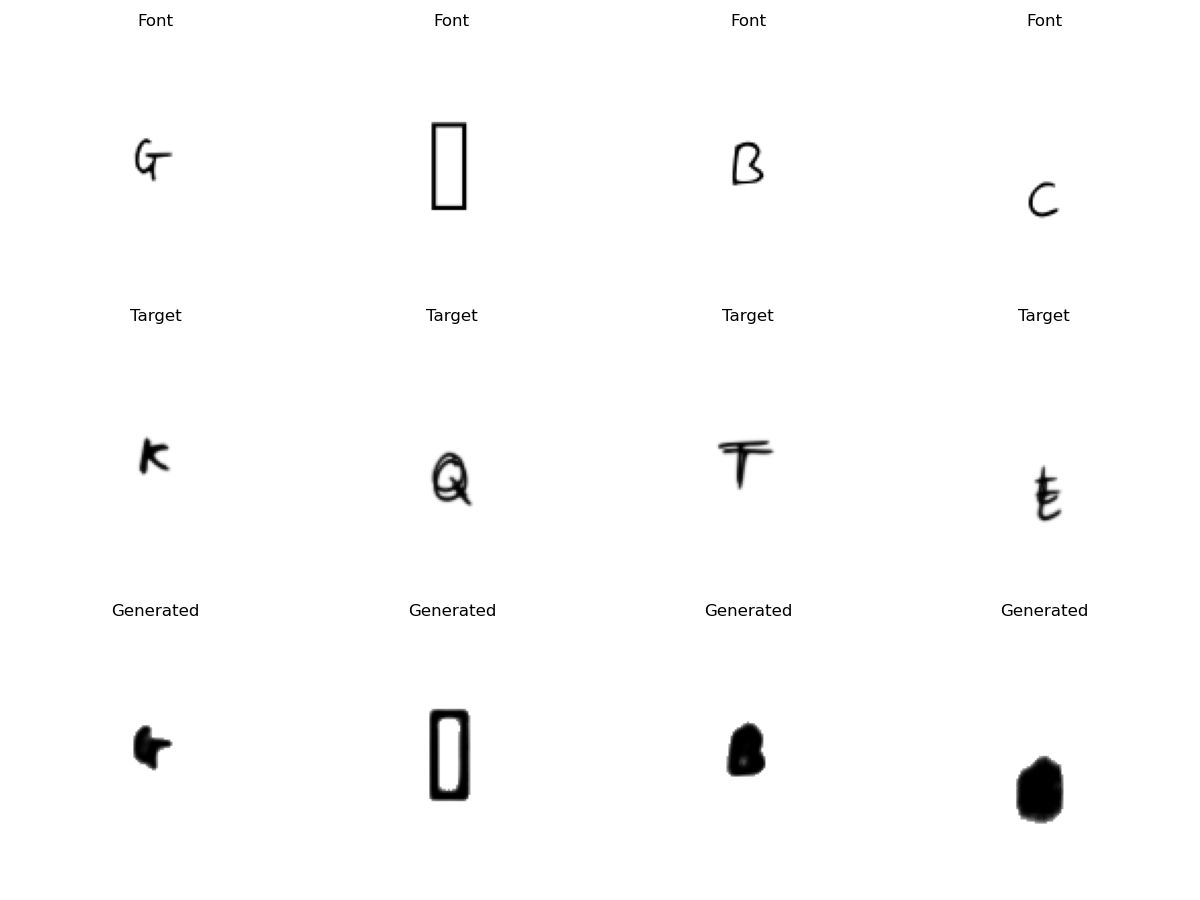 Font Font Font Font
G B C
Target Target Target Target
K Q T E
Generated Generated Generated Generated
G B